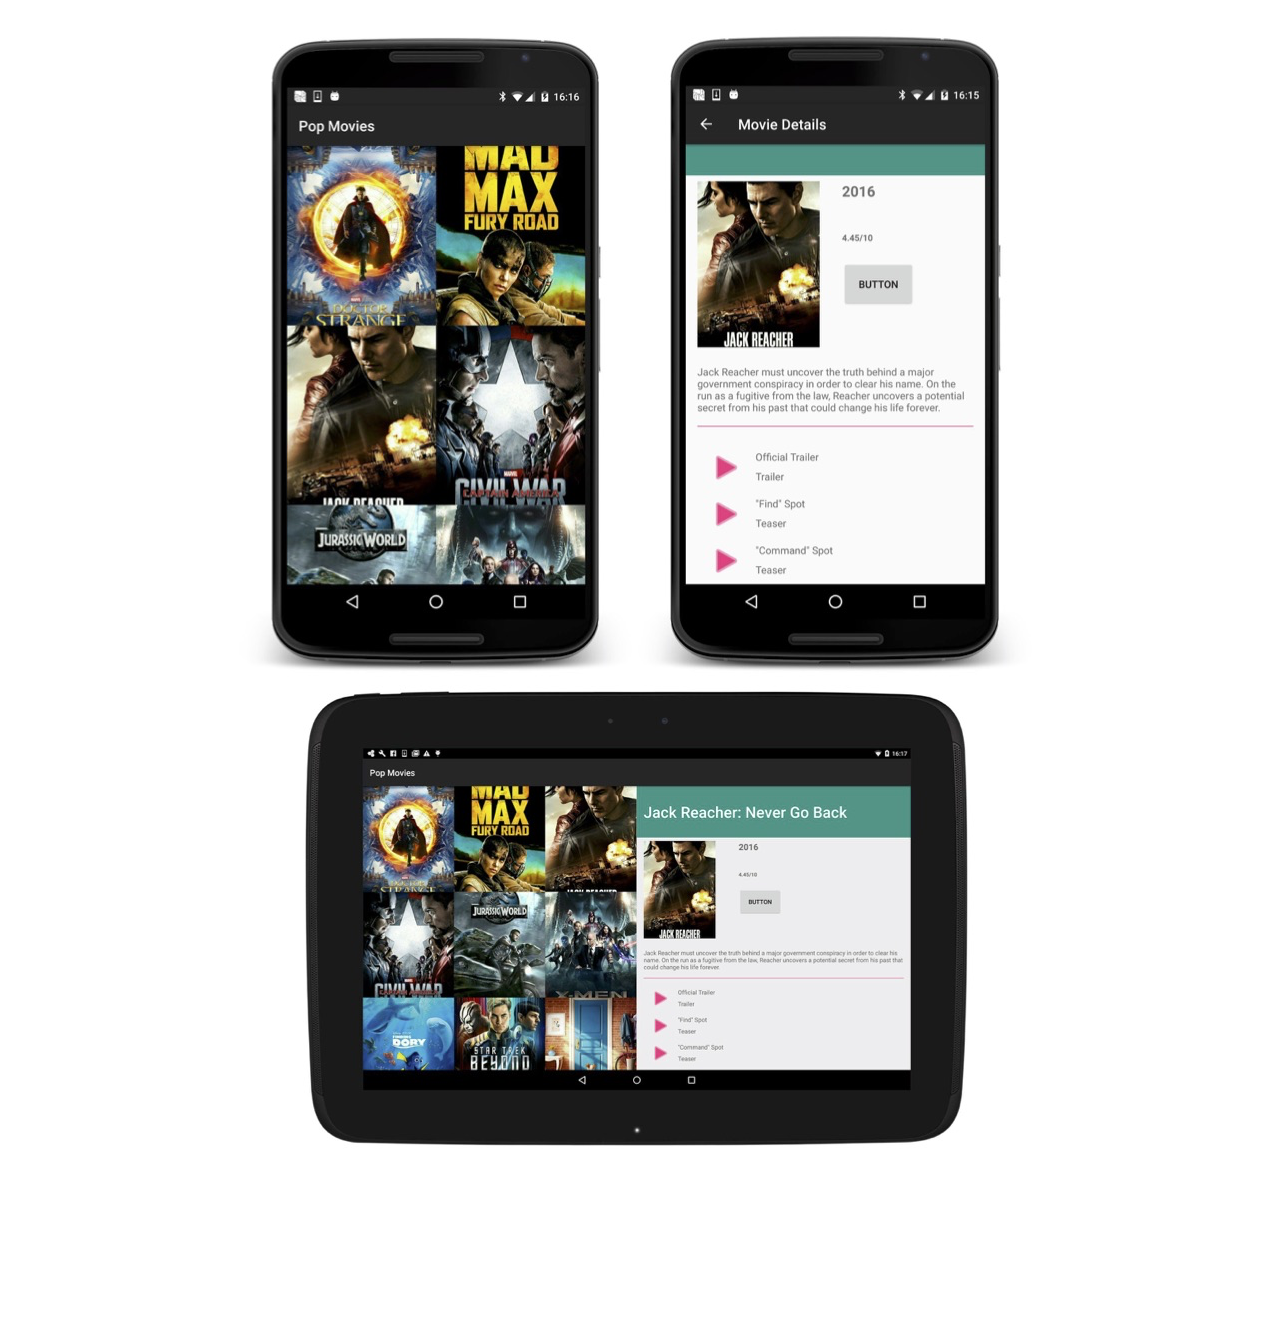 16:16
Pop Movies
MARVEL
DOCTOR
STRANGE
MAD
MAX
FURY ROAD
JACK REACHER
MARVEL
CAPTAIN AMERICA
CIVIL WAR
JURASSIC WORLD
16:15
Movie Details
2016
4.45/10
BUTTON
JACK REACHER
Jack Reacher must uncover the truth behind a major
government conspiracy in order to clear his name. On the
run as a fugitive from the law, Reacher uncovers a potential
secret from his past that could change his life forever.
Official Trailer
Trailer
"Find" Spot
Teaser
"Command" Spot
Teaser
16:17
Pop Movies
DOCTOR
STRANGE
MAD
MAX
FURY ROAD
JACK REACHER
CIVIL WAR
JURASSIC WORLD
X-MEN
DORY
STAR TREK
BEYOND
Jack Reacher: Never Go Back
2016
4.45/10
BUTTON
JACK REACHER
Jack Reacher must uncover the truth behind a major government conspiracy in order to clear his
name. On the run as a fugitive from the law, Reacher uncovers a potential secret from his past that
could change his life forever.
Official Trailer
Trailer
"Find" Spot
Teaser
"Command" Spot
Teaser